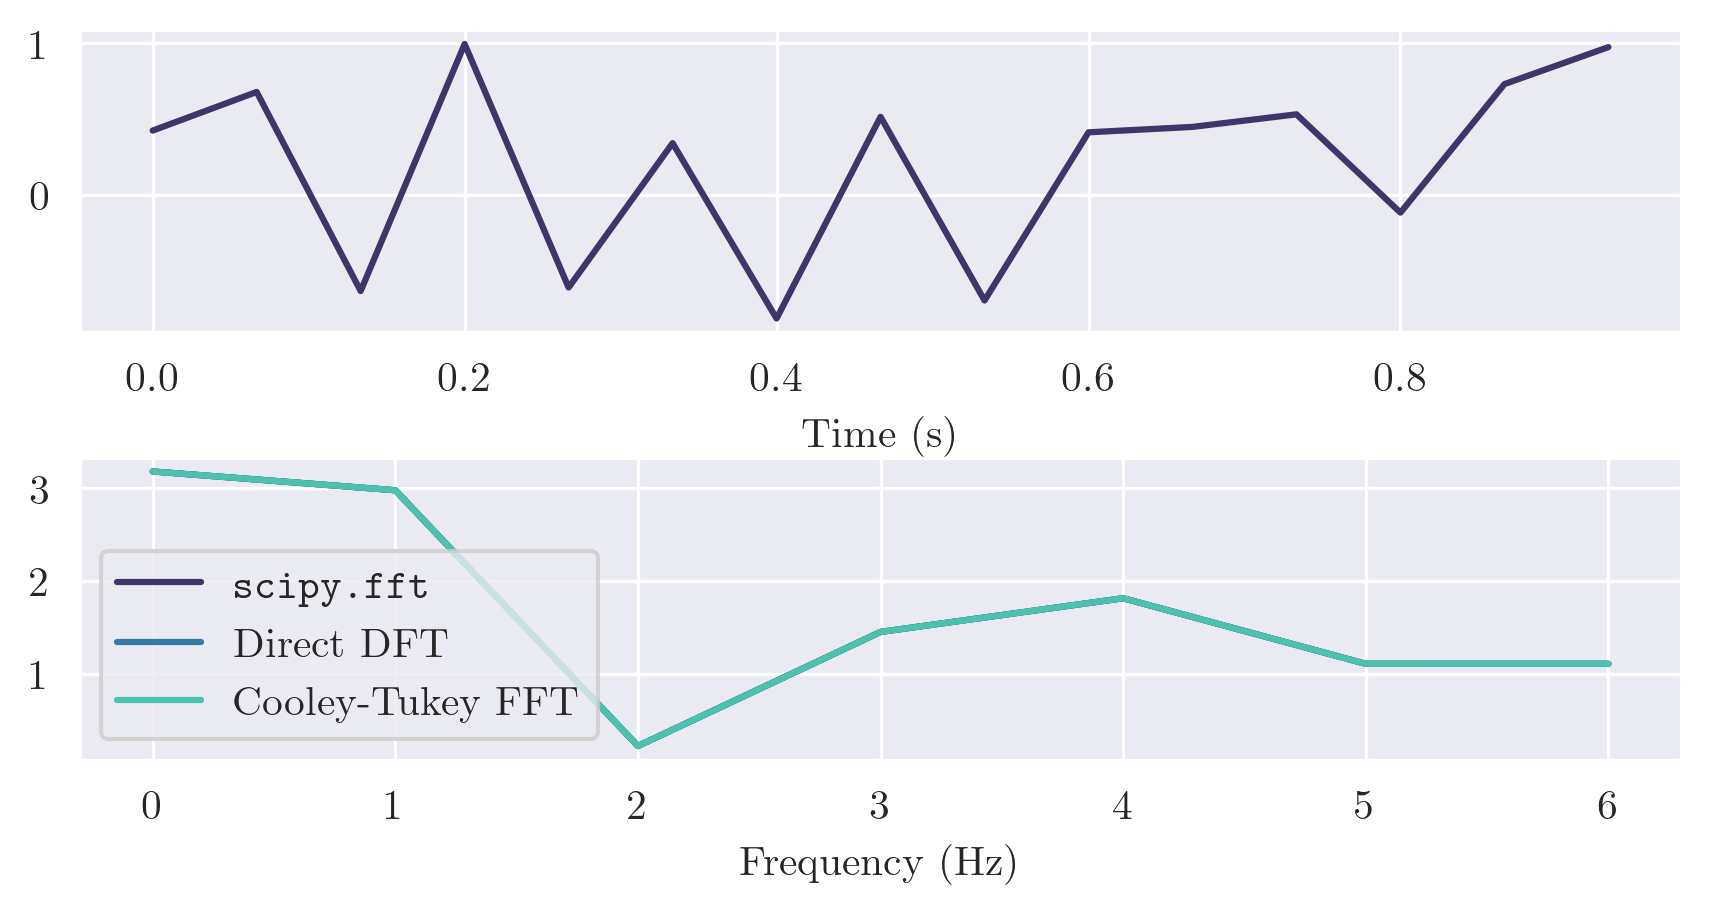 1
0
0.0 0.2 0.4 0.6 0.8
Time (s)
3
2
1
scipy.fft
Direct DFT
Cooley-Tukey FFT
0 1 2 3 4 5 6
Frequency (Hz)